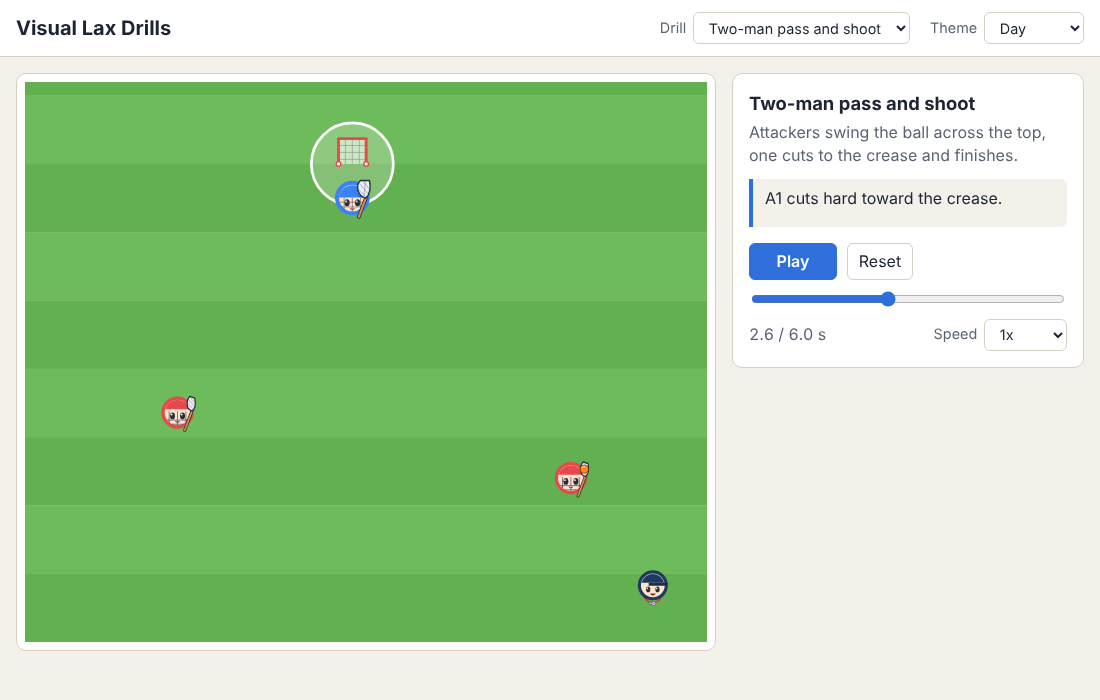 Visual Lax Drills
Drill Two-man pass and shoot Theme Day
Two-man pass and shoot
Attackers swing the ball across the top,
one cuts to the crease and finishes.
A1 cuts hard toward the crease.
Play Reset
2.6 / 6.0 s Speed 1x